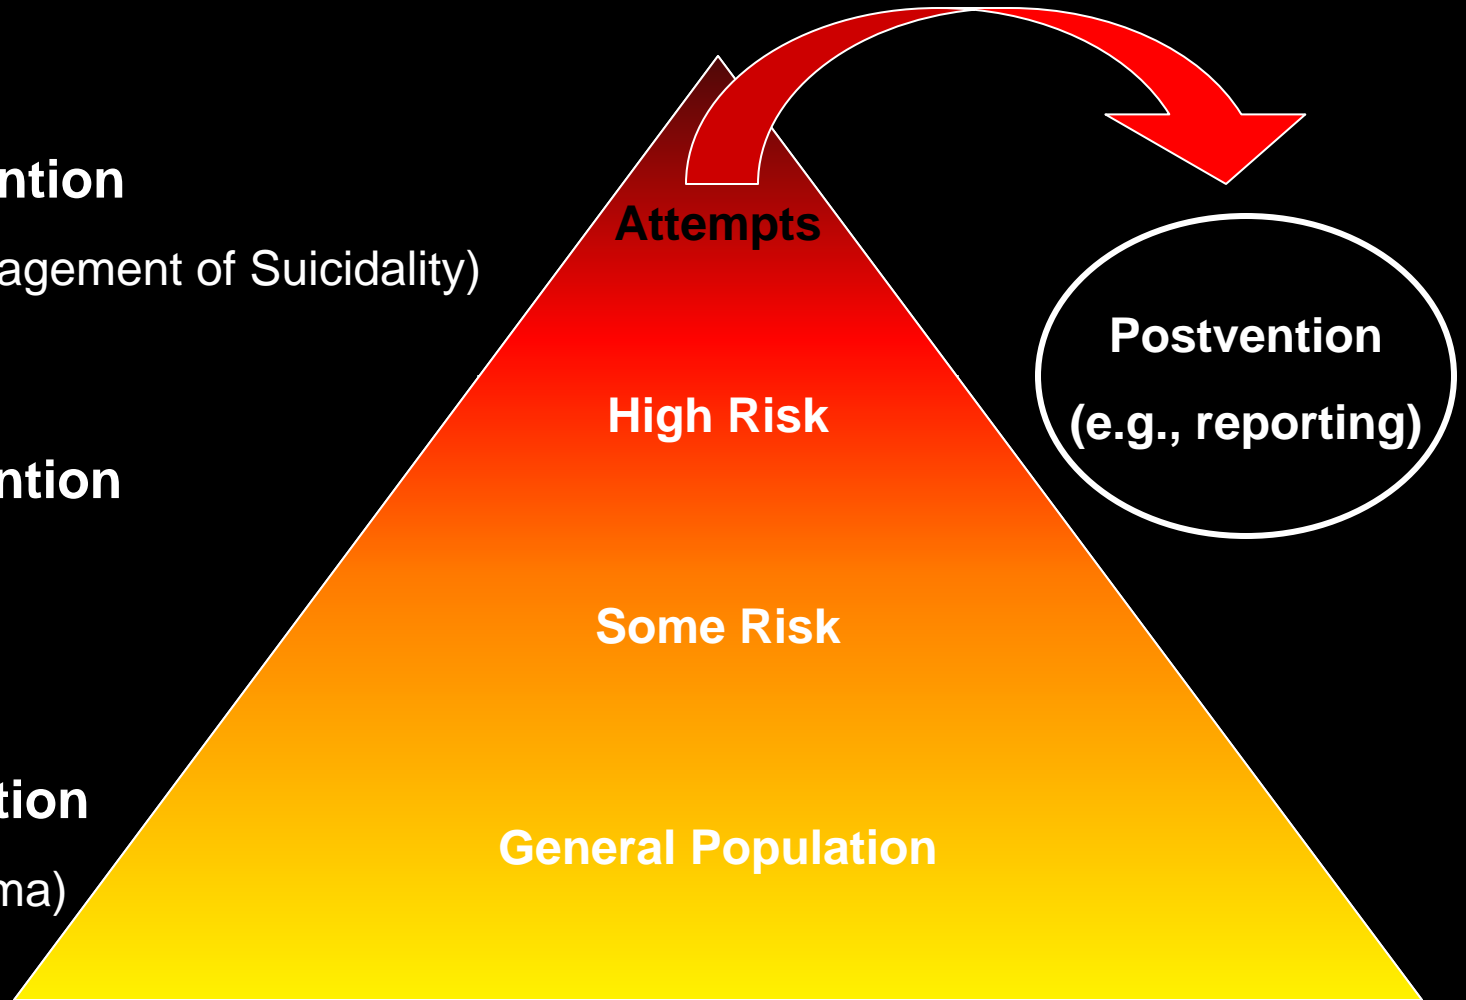 ntion
Attempts
agement of Suicidality)
Postvention
High Risk
(e.g., reporting)
ntion
Some Risk
tion
General Population
ma)